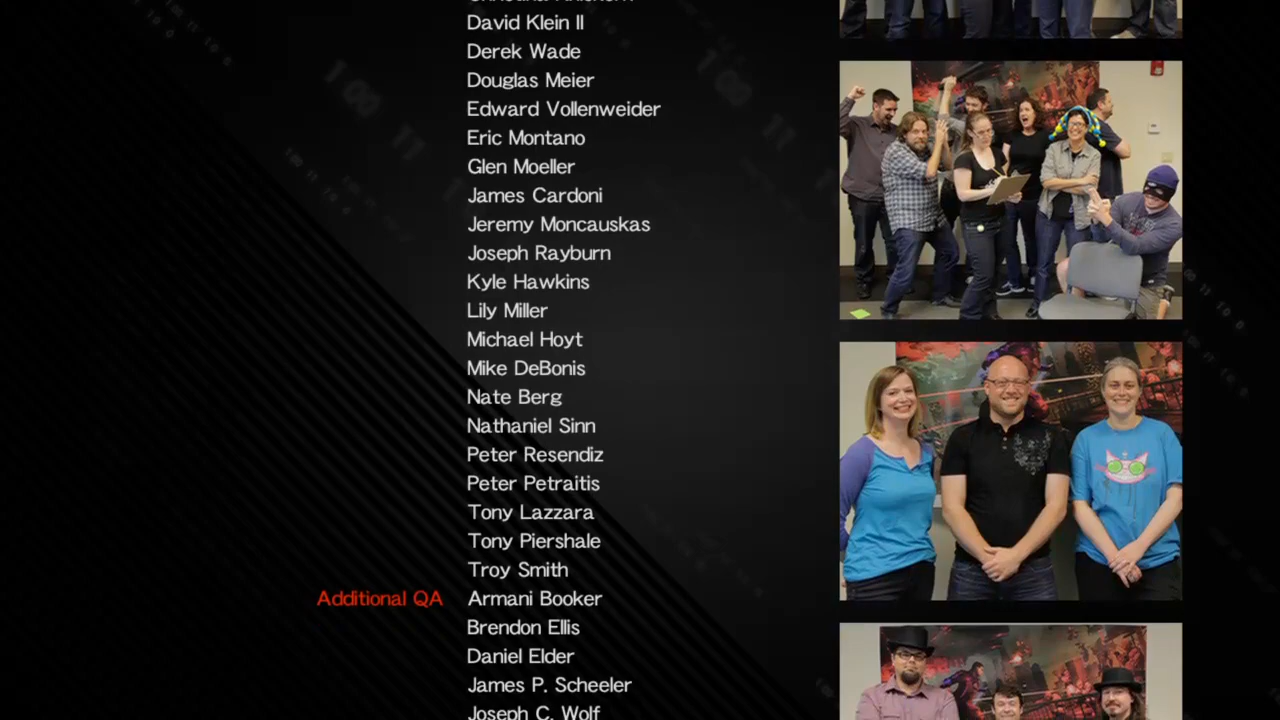 David Klein II
Derek Wade
Douglas Meier
Edward Vollenweider
Eric Montano
Glen Moeller
James Cardoni
Jeremy Moncauskas
Joseph Rayburn
Kyle Hawkins
Lily Miller
Michael Hoyt
Mike DeBonis
Nate Berg
Nathaniel Sinn
Peter Resendiz
Peter Petraitis
Tony Lazzara
Tony Piershale
Troy Smith
Additional QA Armani Booker
Brendon Ellis
Daniel Elder
James P. Scheeler
Joseph C. Wolf